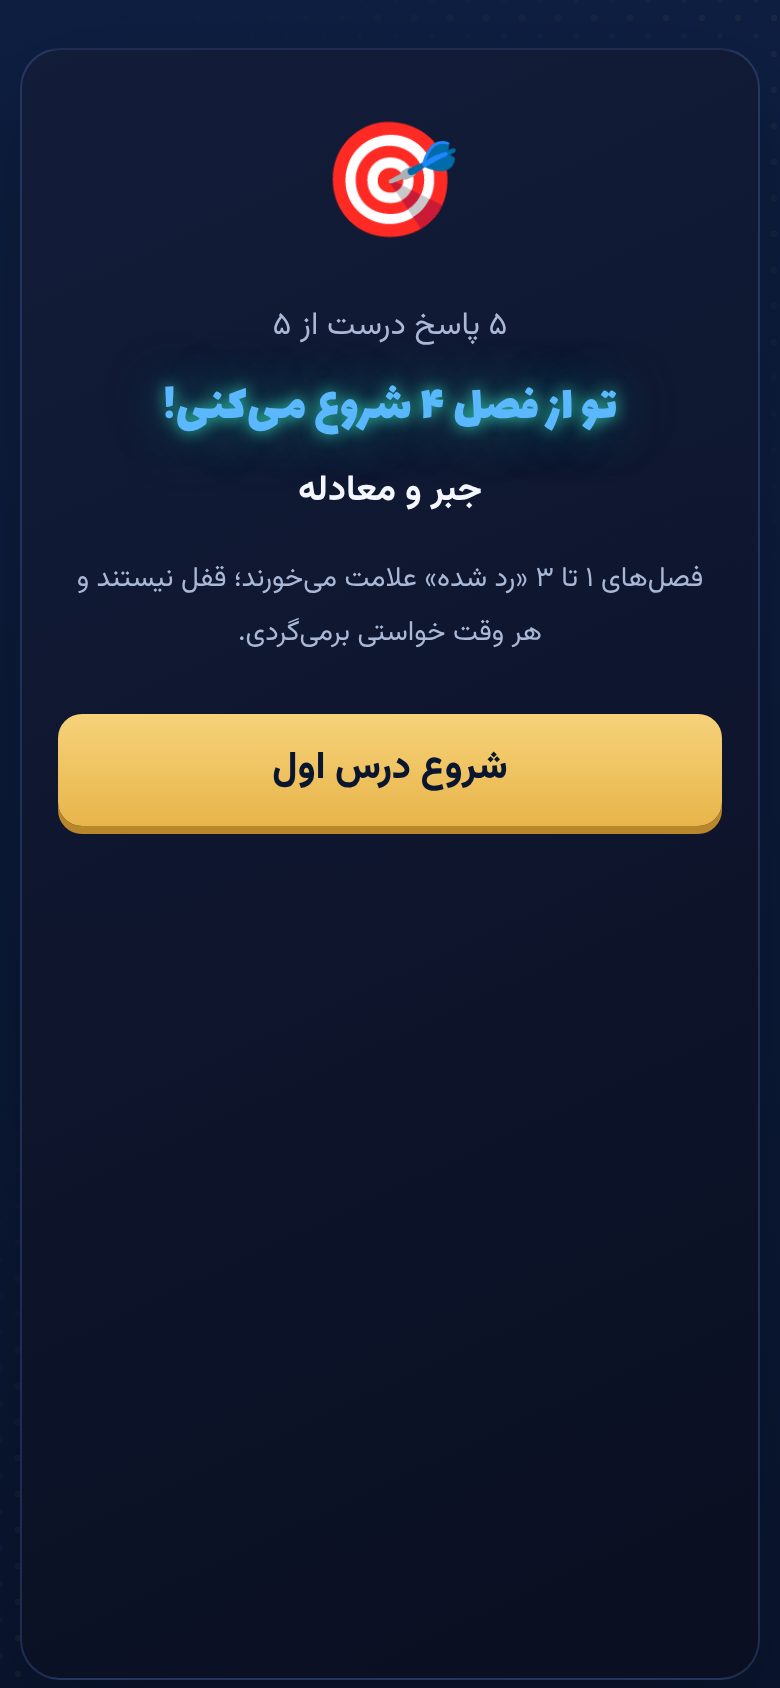 ۵ پاسخ درست از ۵
تو از فصل ۴ شروع می‌کنی!
جبر و معادله
فصل‌های ۱ تا ۳ «رد شده» علامت می‌خورند؛ قفل نیستند و
هر وقت خواستی برمی‌گردی.
شروع درس اول